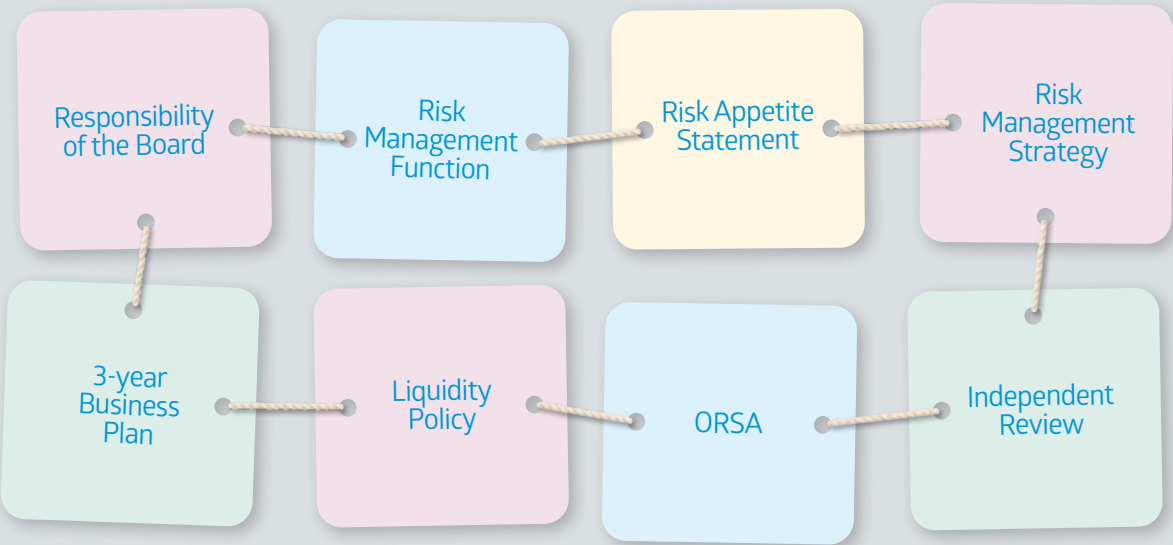 Responsibility
of the Board
Risk
Management
Function
Risk Appetite
Statement
Risk
Management
Strategy
3-year
Business
Plan
Liquidity
Policy
ORSA
Independent
Review